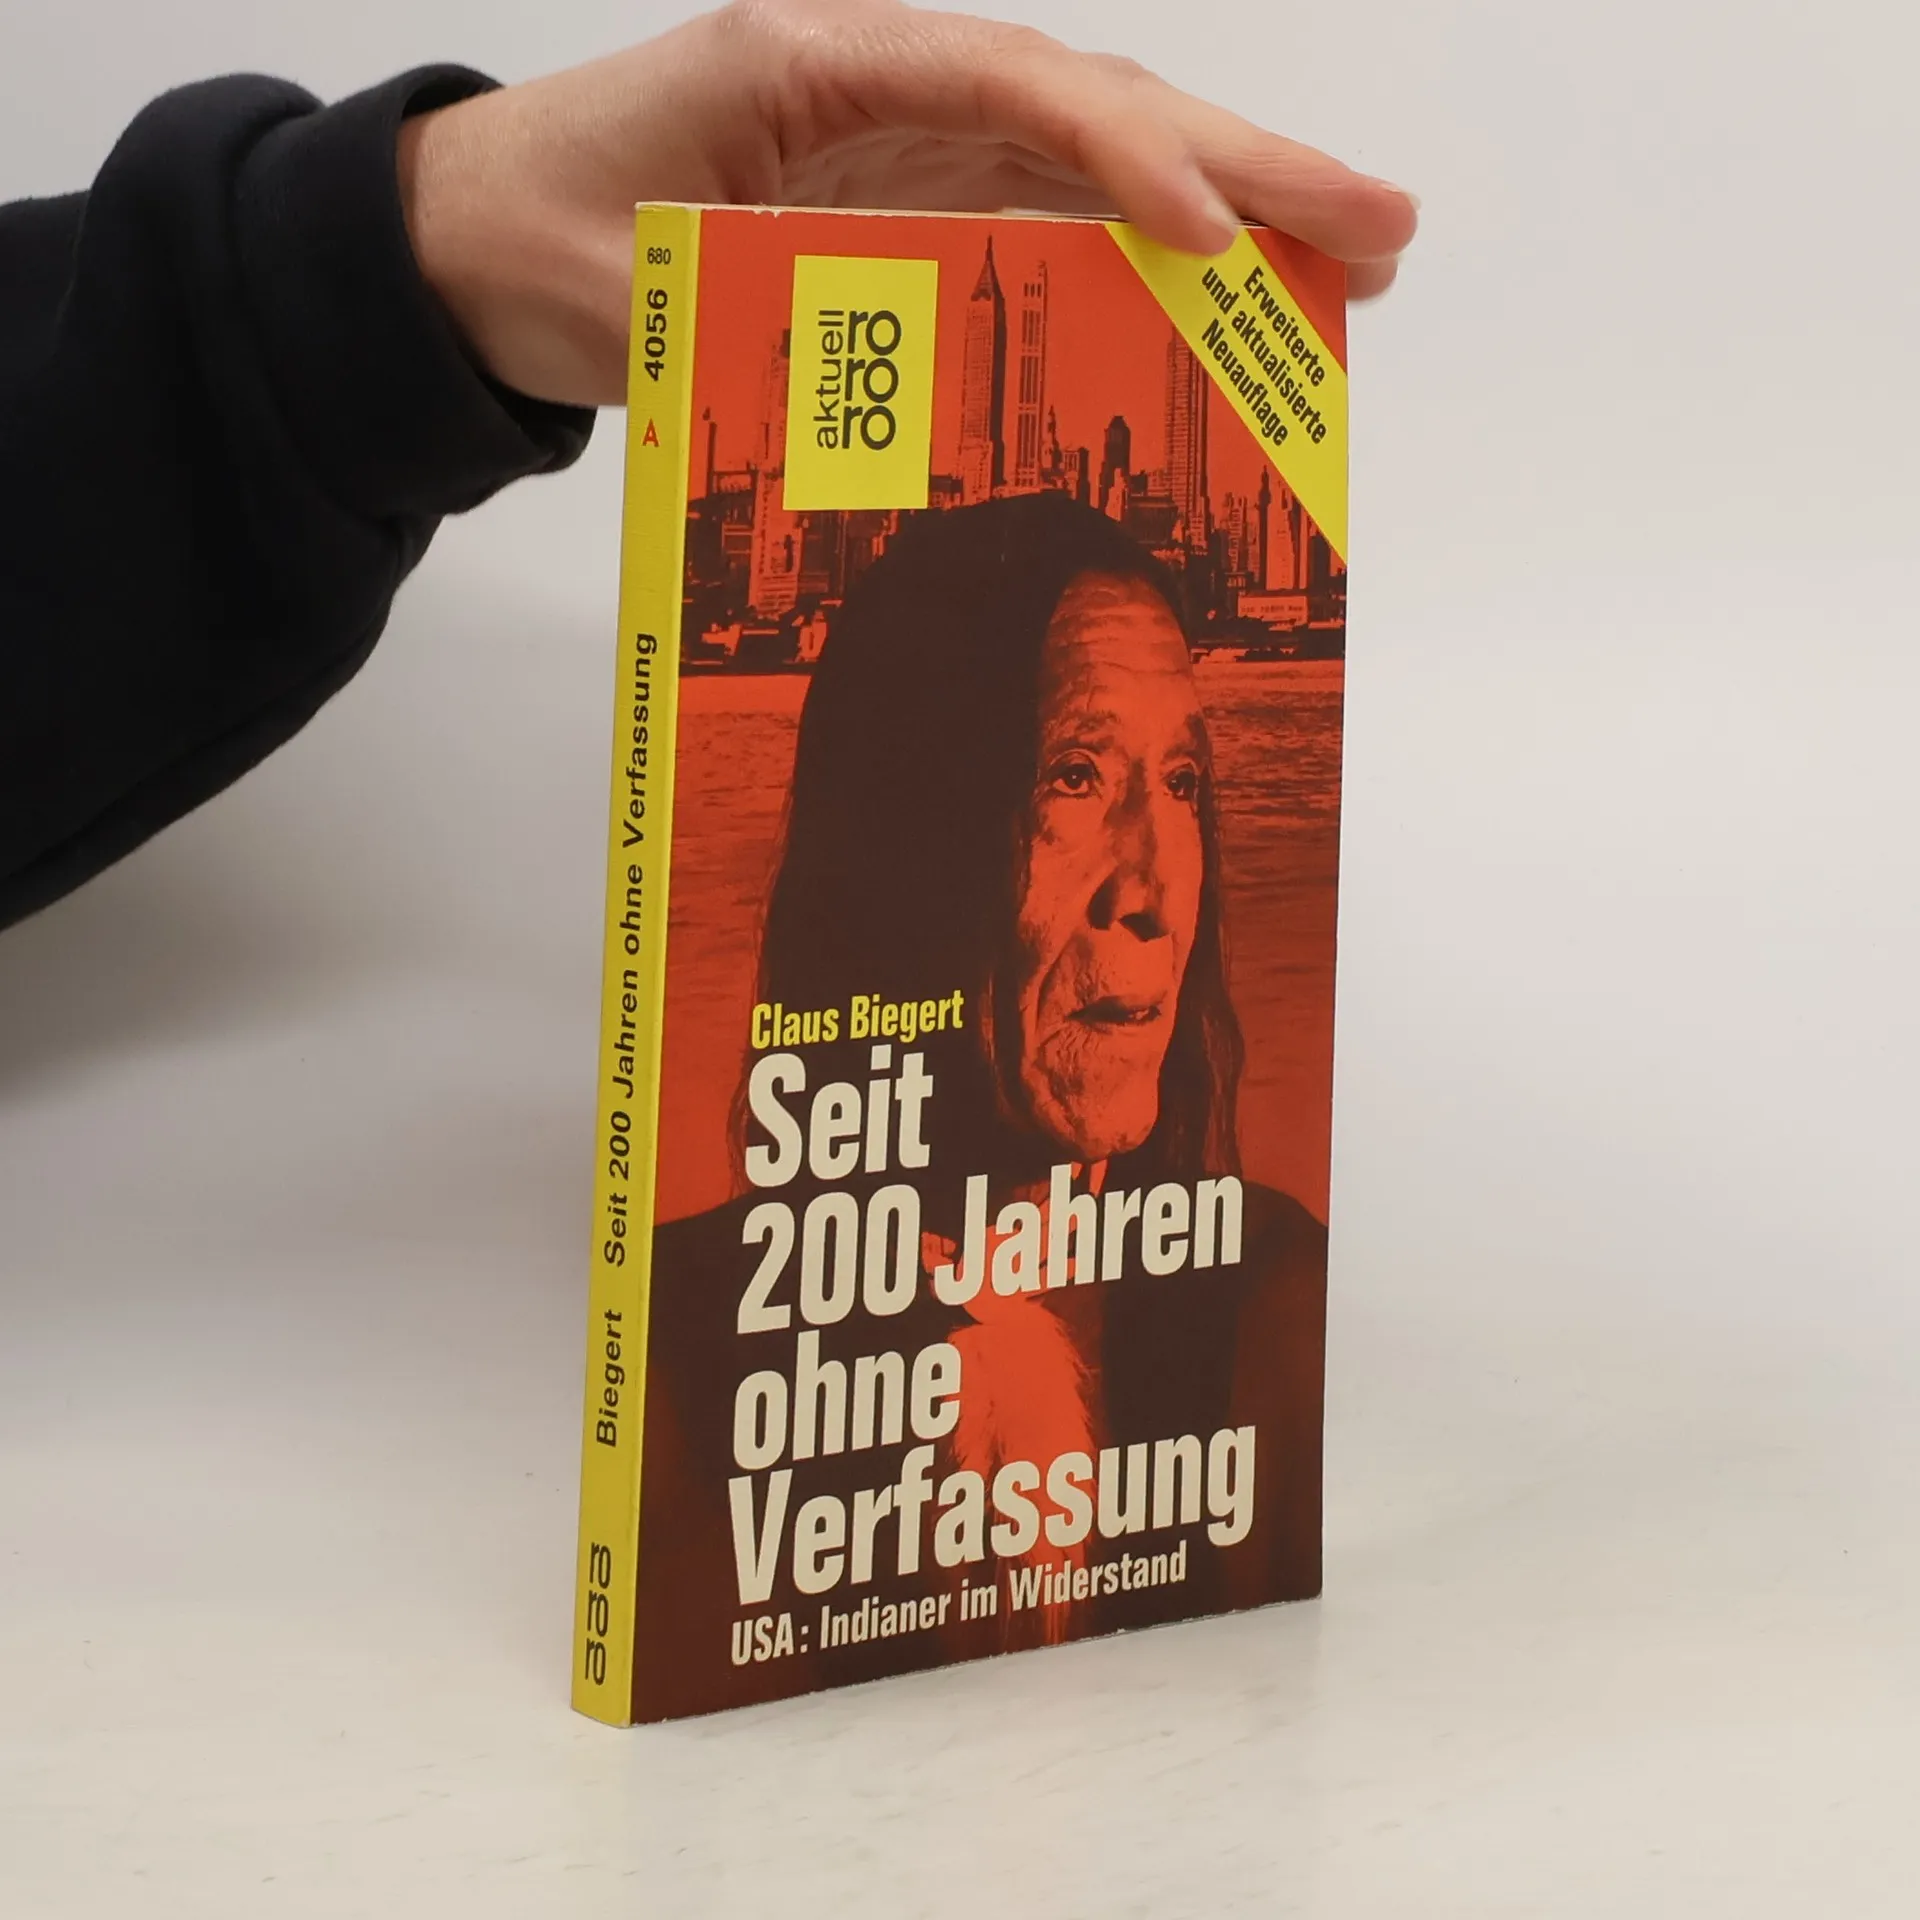 680
4056
A
Biegert Seit 200 Jahren ohne Verfassung
ro
ro
ro
aktuell
ro
ro
ro
Erweiterte
und aktualisierte
Neuauflage
Claus Biegert
Seit
200 Jahren
ohne
Verfassung
USA: Indianer im Widerstand